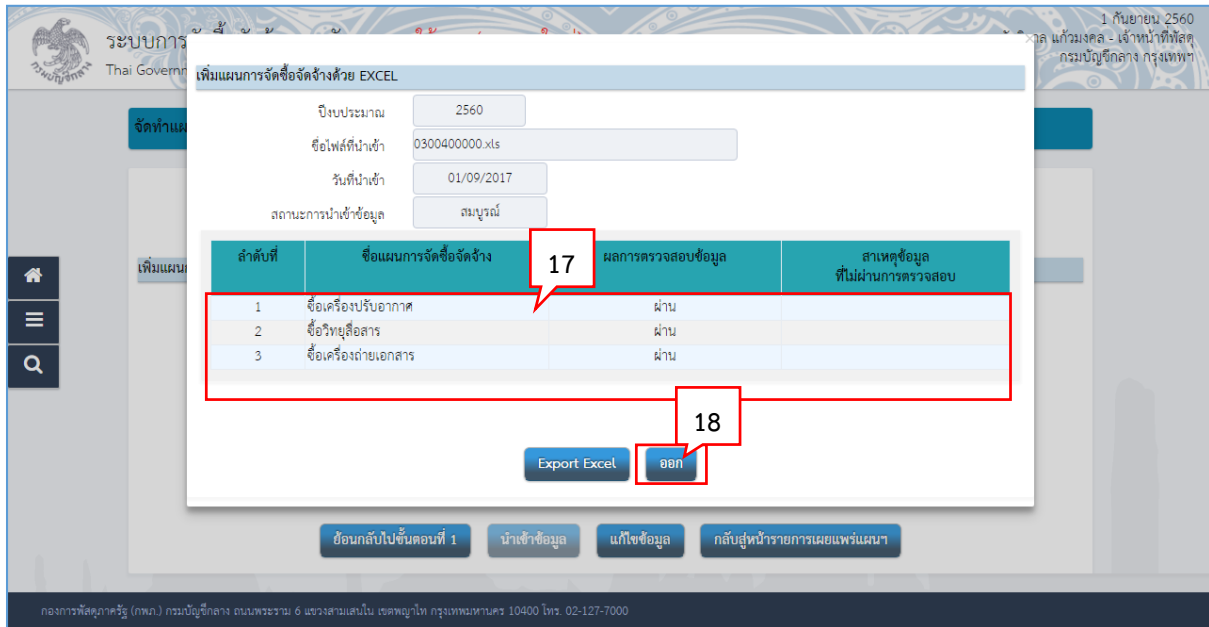 1 กันยายน 2560
ระบบการ
แก้วมงคล - เจ้าหน้าที่พัสดุ
Thai Governm
กรมบัญชีกลาง กรุงเทพฯ
เพิ่มแผนการจัดซื้อจัดจ้างด้วย EXCEL
ปีงบประมาณ 2560
จัดทำแผ
ชื่อไฟล์ที่นำเข้า 0300400000.xls
วันที่นำเข้า 01/09/2017
สถานะการนำเข้าข้อมูล สมบูรณ์
ลำดับที่ ชื่อแผนการจัดซื้อจัดจ้าง 17 ผลการตรวจสอบข้อมูล สาเหตุข้อมูล
ที่ไม่ผ่านการตรวจสอบ
เพิ่มแผน
1 ซื้อเครื่องปรับอากาศ ผ่าน
2 ซื้อวิทยุสื่อสาร ผ่าน
3 ซื้อเครื่องถ่ายเอกสาร ผ่าน
18
Export Excel ออก
ย้อนกลับไปขั้นตอนที่ 1 นำเข้าข้อมูล แก้ไขข้อมูล กลับสู่หน้ารายการเผยแพร่แผนฯ
กองการพัสดุภาครัฐ (กพภ.) กรมบัญชีกลาง ถนนพระราม 6 แขวงสามเสนใน เขตพญาไท กรุงเทพมหานคร 10400 โทร. 02-127-7000